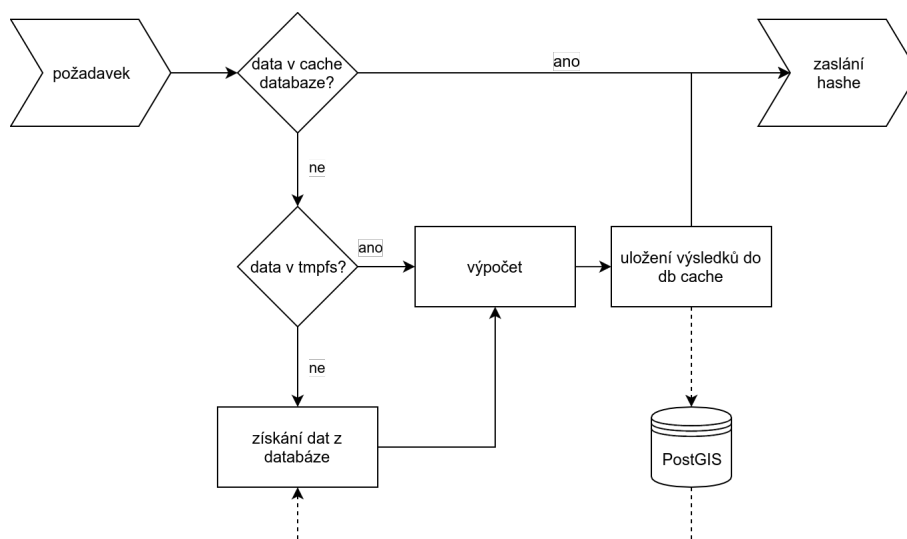 požadavek
data v cache
databaze?
ano
zaslání
hashe
ne
data v tmpfs?
ano
výpočet
uložení výsledků do
db cache
ne
získání dat z
databáze
PostGIS